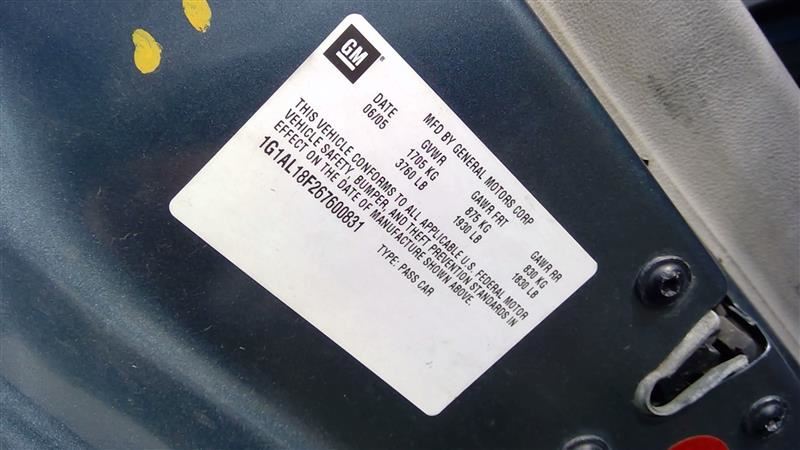 GM
MFD BY GENERAL MOTORS CORP
DATE GVWR GAWR FRT GAWR RR
06/05 1705 KG 875 KG 830 KG
3760 LB 1930 LB 1830 LB
THIS VEHICLE CONFORMS TO ALL APPLICABLE U.S. FEDERAL MOTOR
VEHICLE SAFETY, BUMPER, AND THEFT PREVENTION STANDARDS IN
EFFECT ON THE DATE OF MANUFACTURE SHOWN ABOVE.
1G1AL18F267600831 TYPE: PASS CAR